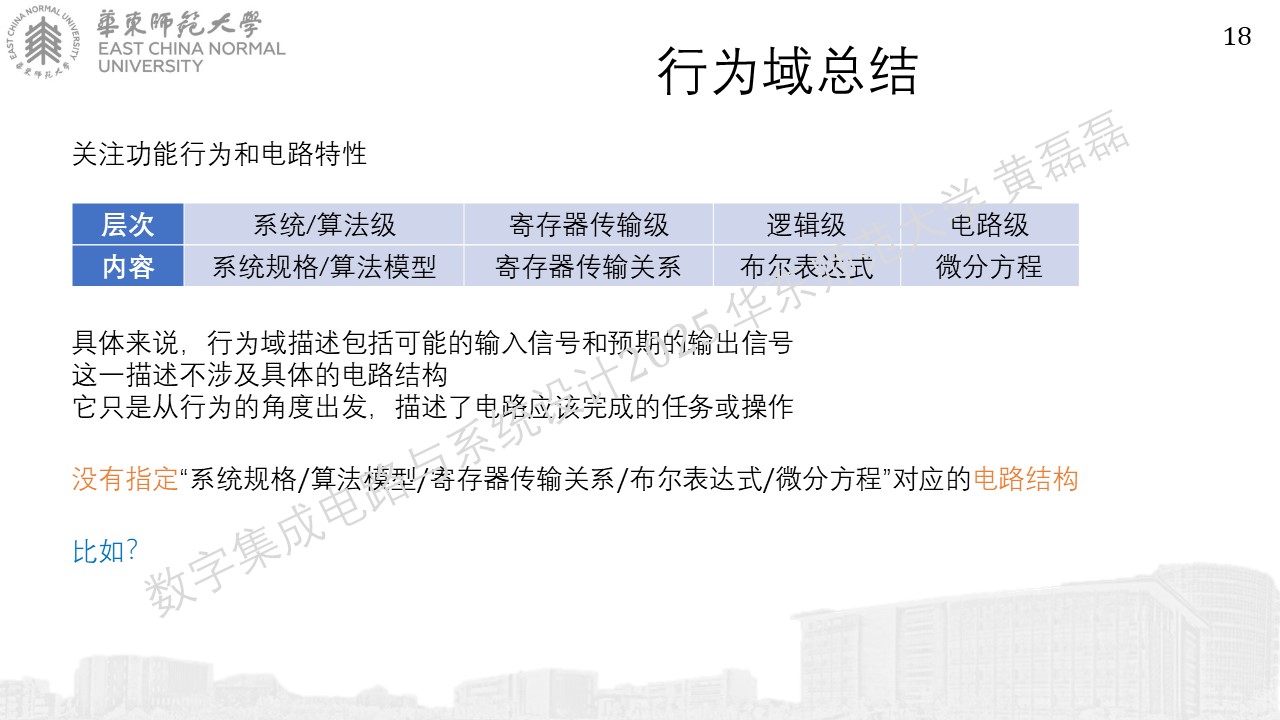 華東師範大學
EAST CHINA NORMAL
UNIVERSITY
EAST CHINA NORMAL UNIVERSITY
華東师范大学
18
行为域总结
关注功能行为和电路特性
层次 系统/算法级 寄存器传输级 逻辑级 电路级
内容 系统规格/算法模型 寄存器传输关系 布尔表达式 微分方程
具体来说，行为域描述包括可能的输入信号和预期的输出信号
这一描述不涉及具体的电路结构
它只是从行为的角度出发，描述了电路应该完成的任务或操作
没有指定“系统规格/算法模型/寄存器传输关系/布尔表达式/微分方程”对应的电路结构
比如？
数字集成电路与系统设计2025 华东师范大学 黄磊磊